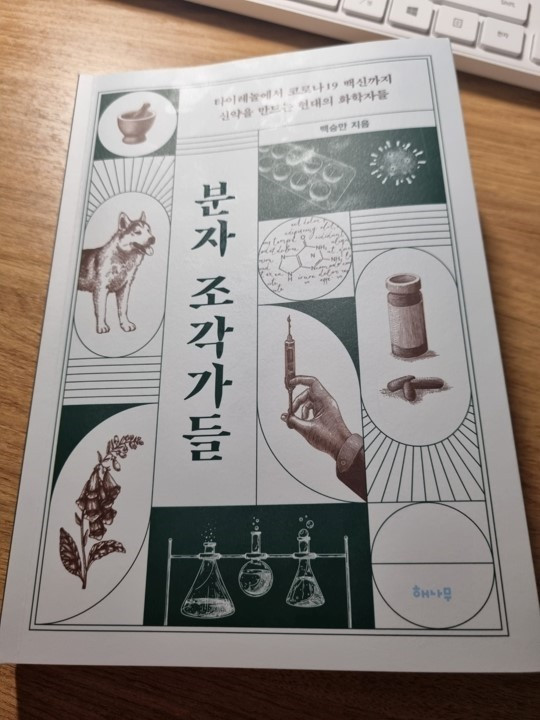 타이레놀에서 코로나19 백신까지
신약을 만드는 현대의 화학자들
백승만 지음
분자 조각가들
해나무